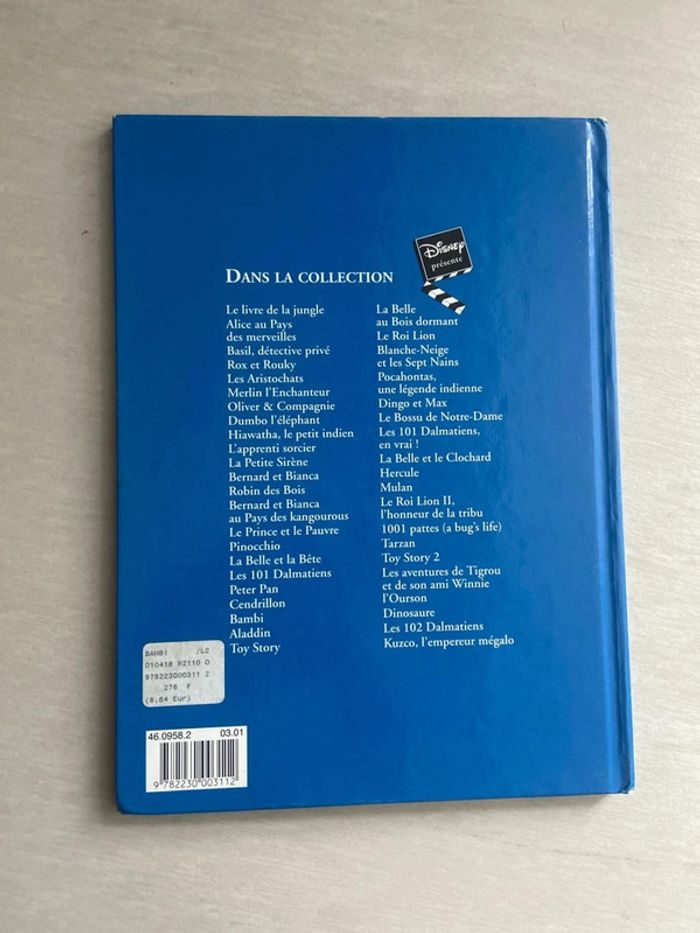 Disney
présente
DANS LA COLLECTION
Le livre de la jungle
Alice au Pays
des merveilles
Basil, détective privé
Rox et Rouky
Les Aristochats
Merlin l'Enchanteur
Oliver & Compagnie
Dumbo l'éléphant
Hiawatha, le petit indien
L'apprenti sorcier
La Petite Sirène
Bernard et Bianca
Robin des Bois
Bernard et Bianca
au Pays des kangourous
Le Prince et le Pauvre
Pinocchio
La Belle et la Bête
Les 101 Dalmatiens
Peter Pan
Cendrillon
Bambi
Aladdin
Toy Story
La Belle
au Bois dormant
Le Roi Lion
Blanche-Neige
et les Sept Nains
Pocahontas,
une légende indienne
Dingo et Max
Le Bossu de Notre-Dame
Les 101 Dalmatiens,
en vrai !
La Belle et le Clochard
Hercule
Mulan
Le Roi Lion II,
l'honneur de la tribu
1001 pattes (a bug's life)
Tarzan
Toy Story 2
Les aventures de Tigrou
et de son ami Winnie
l'Ourson
Dinosaure
Les 102 Dalmatiens
Kuzco, l'empereur mégalo
BAMBI /L2
010418 R2110 0
978223000311 2
F
(6.84 Eur)
46.0958.2 03.01
9 782230 003112